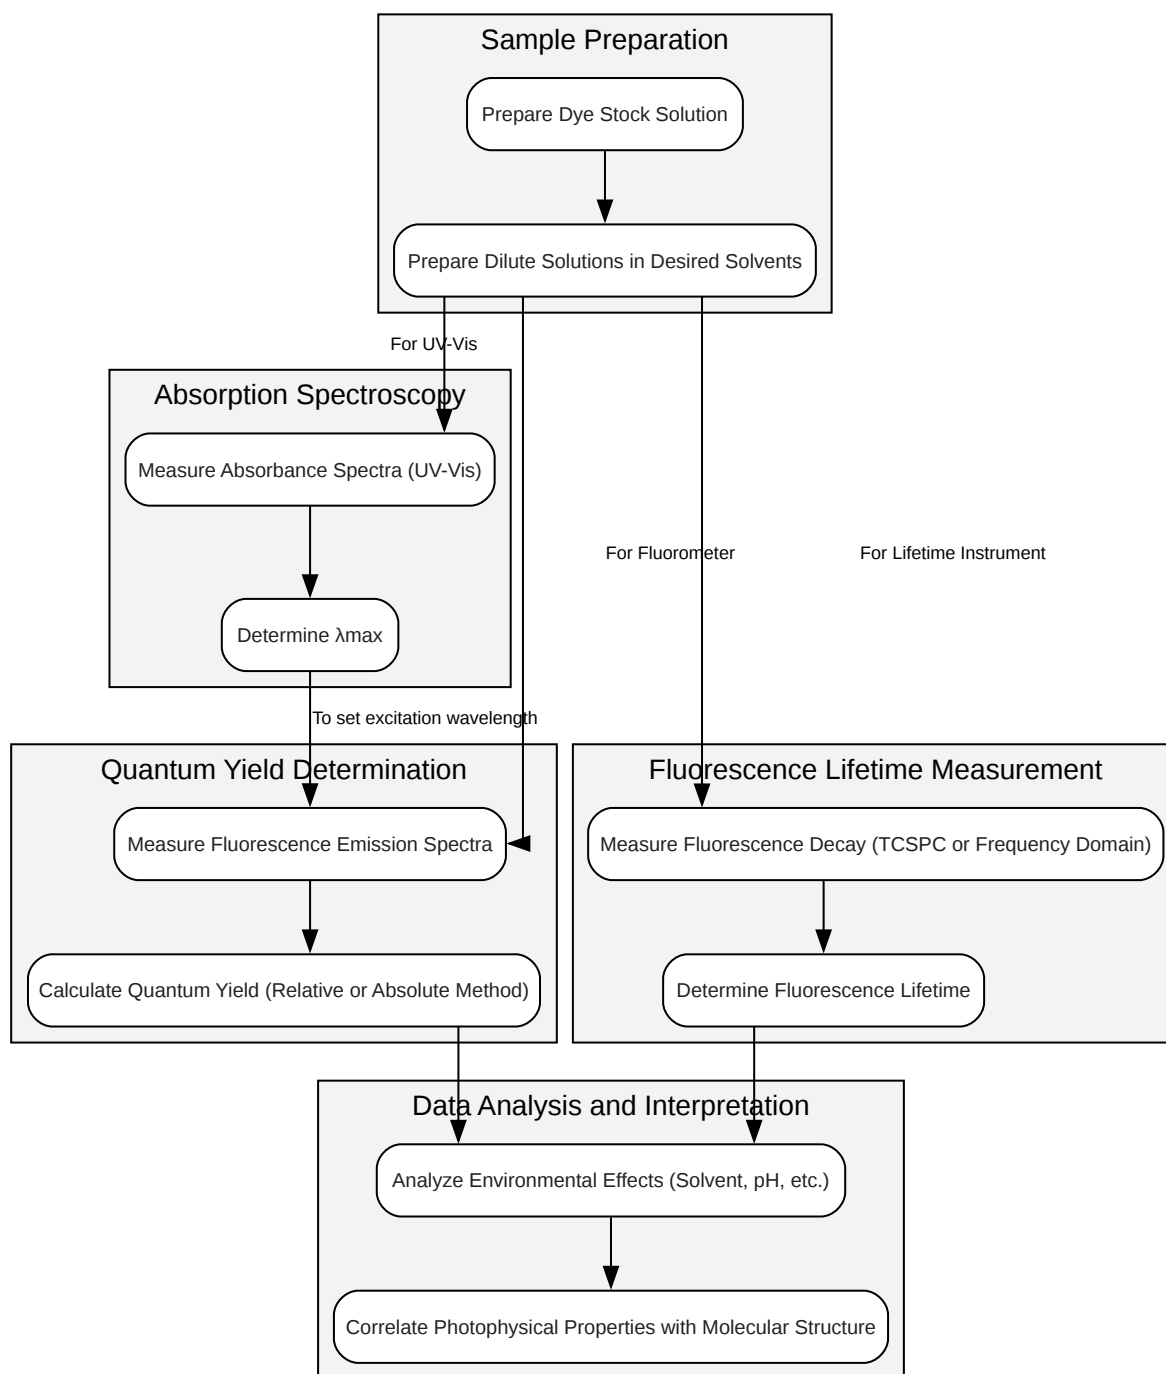 Sample Preparation
Prepare Dye Stock Solution
Prepare Dilute Solutions in Desired Solvents
For UV-Vis
Absorption Spectroscopy
Measure Absorbance Spectra (UV-Vis)
For Fluorometer
For Lifetime Instrument
Determine λmax
To set excitation wavelength
Quantum Yield Determination
Fluorescence Lifetime Measurement
Measure Fluorescence Emission Spectra
Measure Fluorescence Decay (TCSPC or Frequency Domain)
Calculate Quantum Yield (Relative or Absolute Method)
Determine Fluorescence Lifetime
Data Analysis and Interpretation
Analyze Environmental Effects (Solvent, pH, etc.)
Correlate Photophysical Properties with Molecular Structure